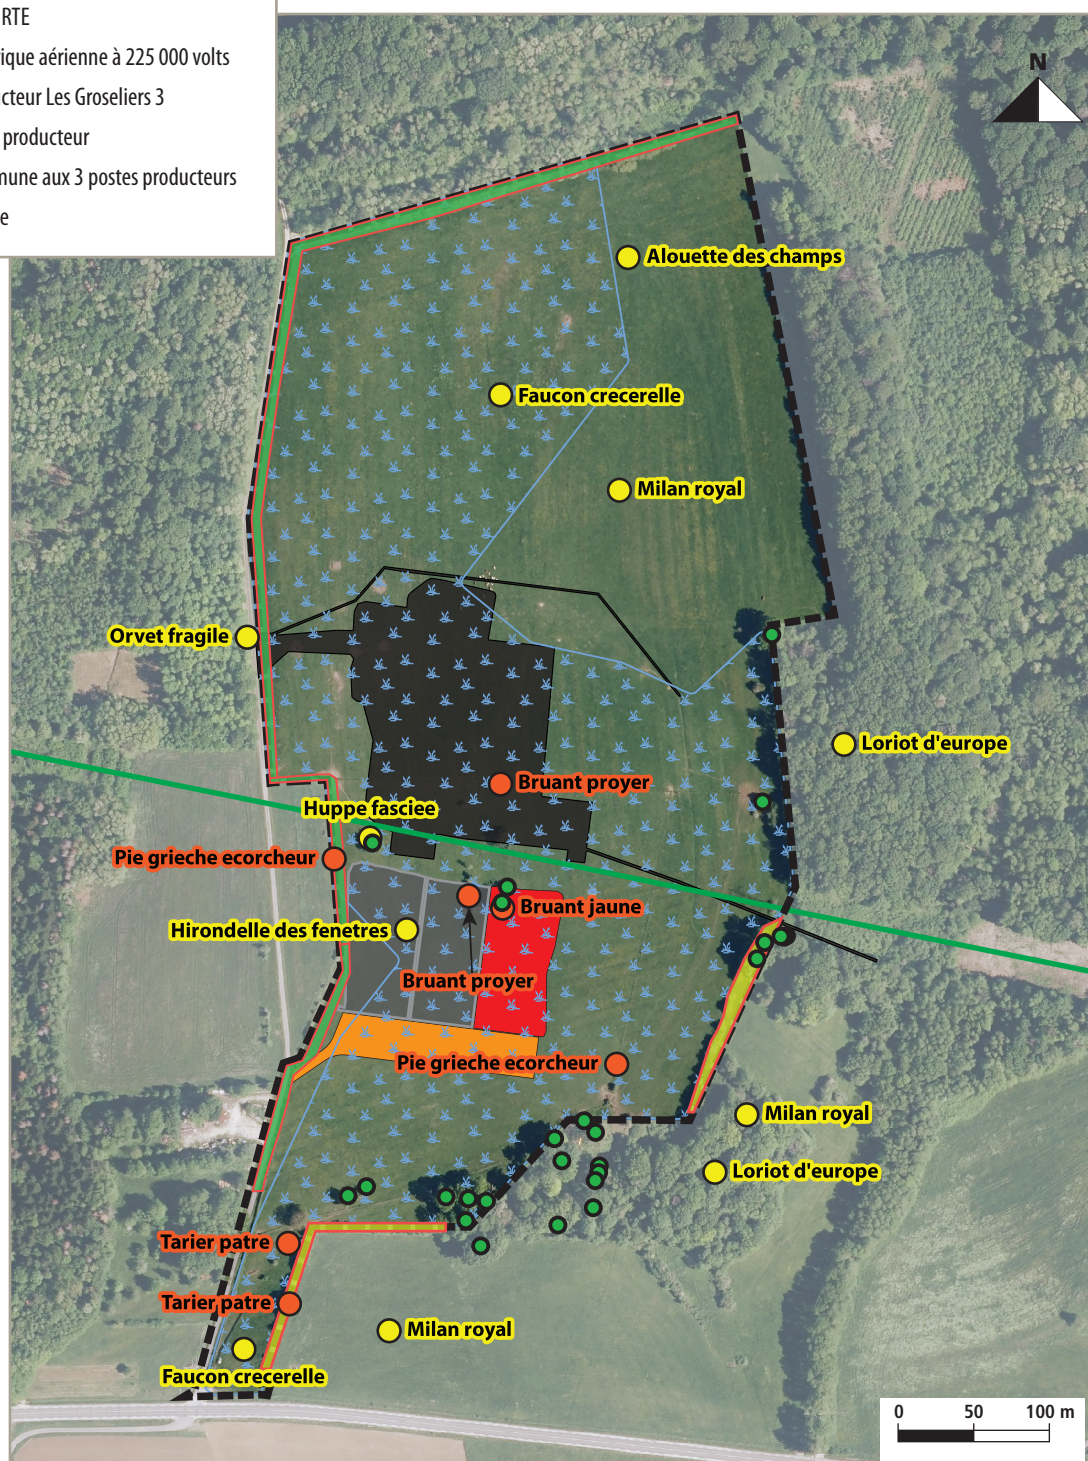 RTE
ique aérienne à 225 000 volts
ucteur Les Groseliers 3
producteur
mune aux 3 postes producteurs
e
N
Alouette des champs
Faucon crecerelle
Milan royal
Orvet fragile
Loriot d'europe
Bruant proyer
Huppe fasciee
Pie grieche ecorcheur
Bruant jaune
Hirondelle des fenetres
Bruant proyer
Pie grieche ecorcheur
Milan royal
Loriot d'europe
Tarier patre
Tarier patre
Milan royal
Faucon crecerelle
0 50 100 m